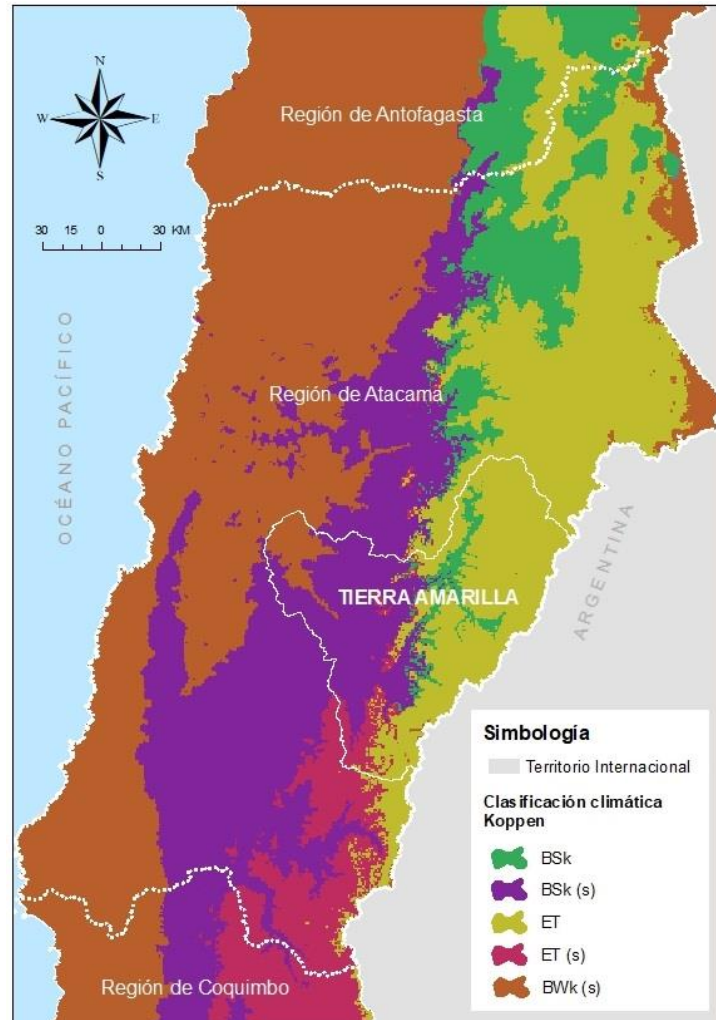 N
W E
S
30 15 0 30 KM
Región de Antofagasta
OCÉANO PACÍFICO
Región de Atacama
TIERRA AMARILLA
ARGENTINA
Región de Coquimbo
Simbología
Territorio Internacional
Clasificación climática
Koppen
BSk
BSk (s)
ET
ET (s)
BWk (s)